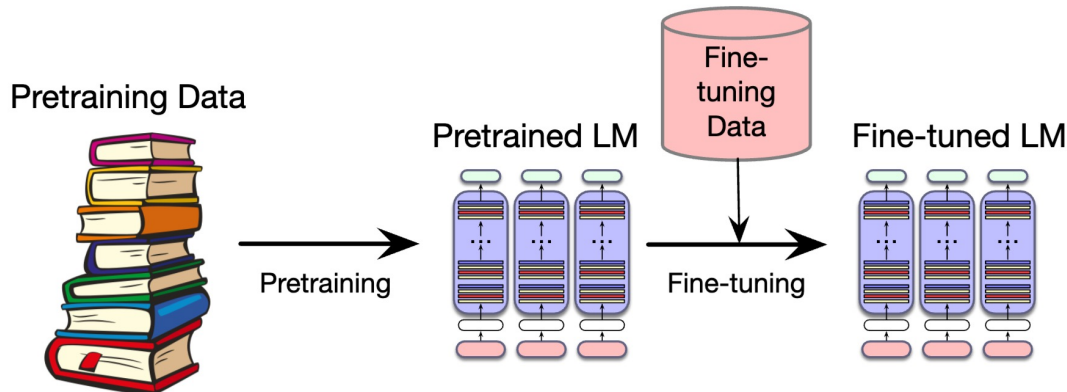 Pretraining Data
Pretraining
Pretrained LM
Fine-
tuning
Data
Fine-tuning
Fine-tuned LM
...
...
...
...
...
...